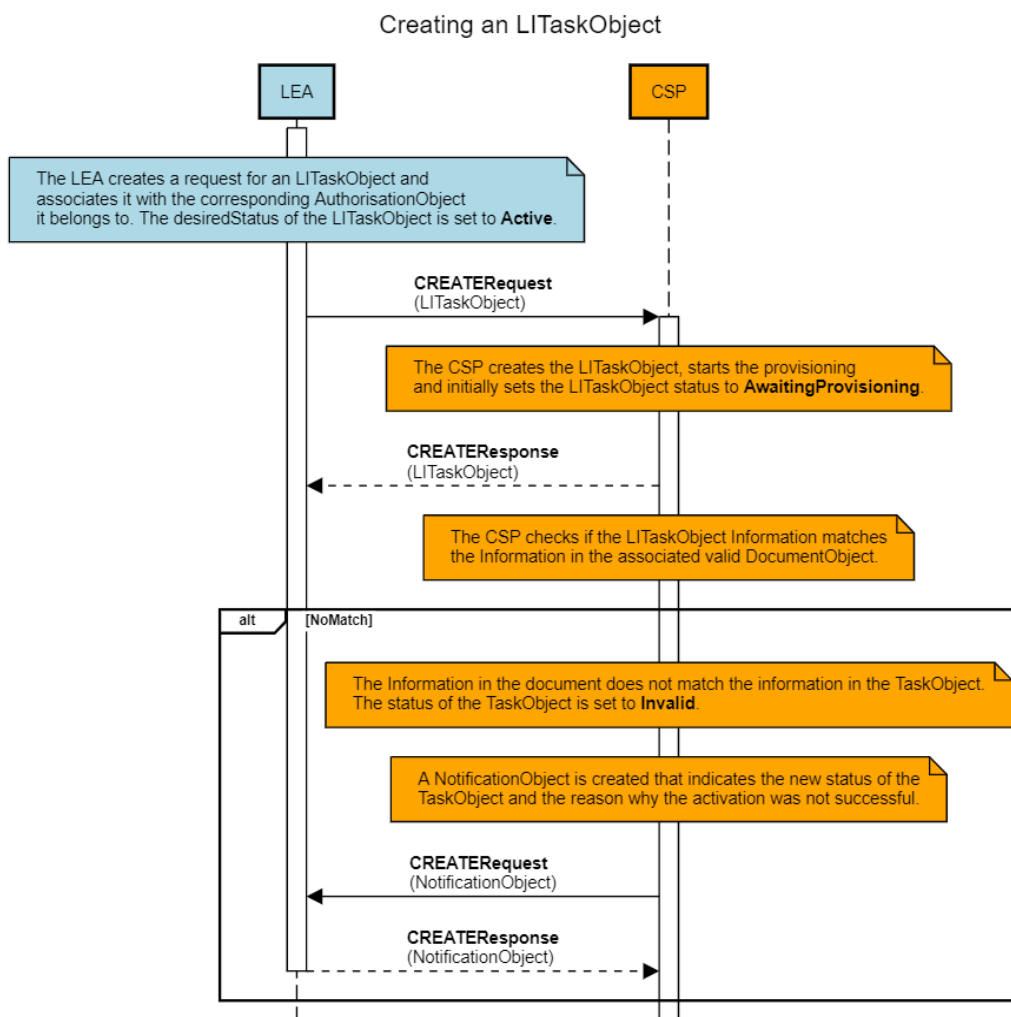 Creating an LITaskObject
LEA
CSP
The LEA creates a request for an LITaskObject and
associates it with the corresponding AuthorisationObject
it belongs to. The desiredStatus of the LITaskObject is set to Active.
CREATERequest
(LITaskObject)
The CSP creates the LITaskObject, starts the provisioning
and initially sets the LITaskObject status to AwaitingProvisioning.
CREATEResponse
(LITaskObject)
The CSP checks if the LITaskObject Information matches
the Information in the associated valid DocumentObject.
alt
[NoMatch]
The Information in the document does not match the information in the TaskObject.
The status of the TaskObject is set to Invalid.
A NotificationObject is created that indicates the new status of the
TaskObject and the reason why the activation was not successful.
CREATERequest
(NotificationObject)
CREATEResponse
(NotificationObject)